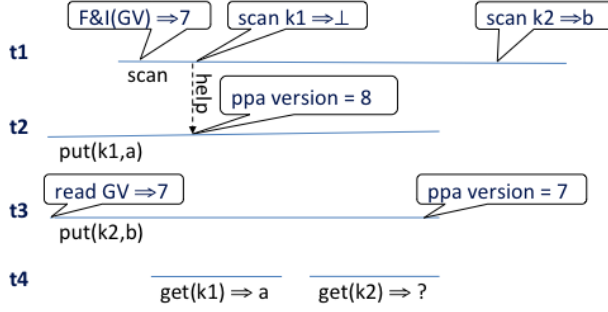 F&I(GV) ⇒7
scan k1 ⇒⊥
scan k2 ⇒b
t1
scan
help
ppa version = 8
t2
put(k1,a)
read GV ⇒7
ppa version = 7
t3
put(k2,b)
t4
get(k1) ⇒ a
get(k2) ⇒ ?